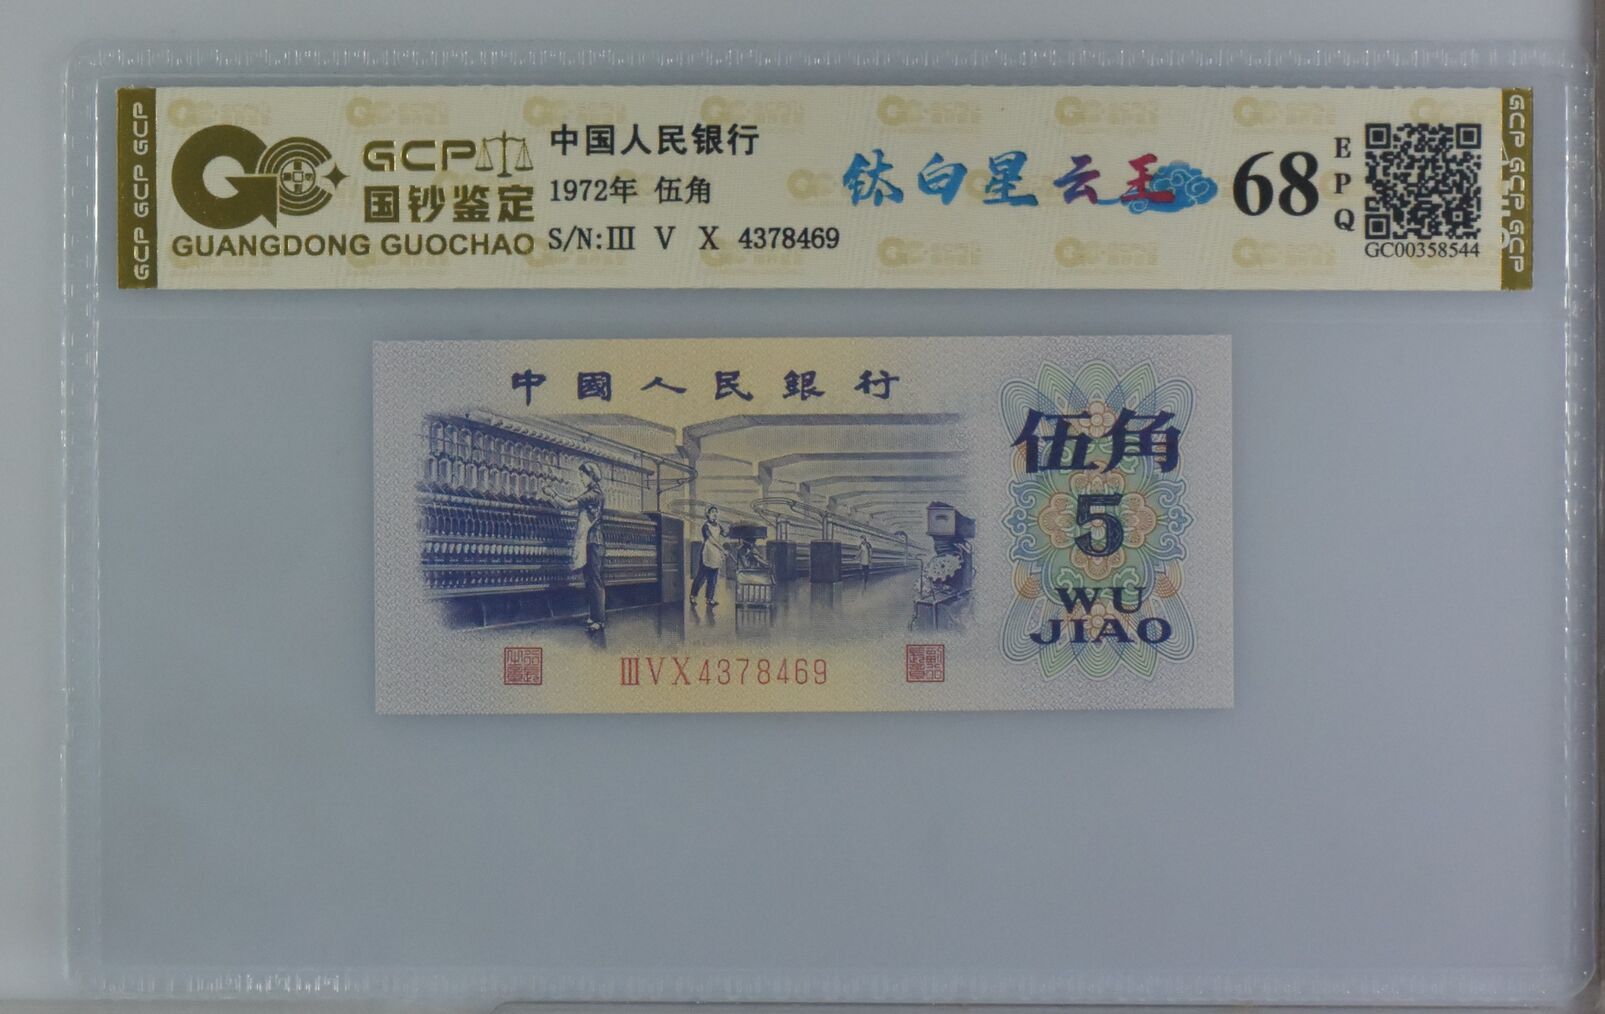 GCP GCP GCP
GCP
国钞鉴定
GUANGDONG GUOCHAO
中国人民银行
1972年 伍角
S/N:Ⅲ V X 4378469
钛白星云王
68
EPQ
GC00358544
GCP GCP GCP
中國人民銀行
伍角
5
WU
JIAO
ⅢVX4378469